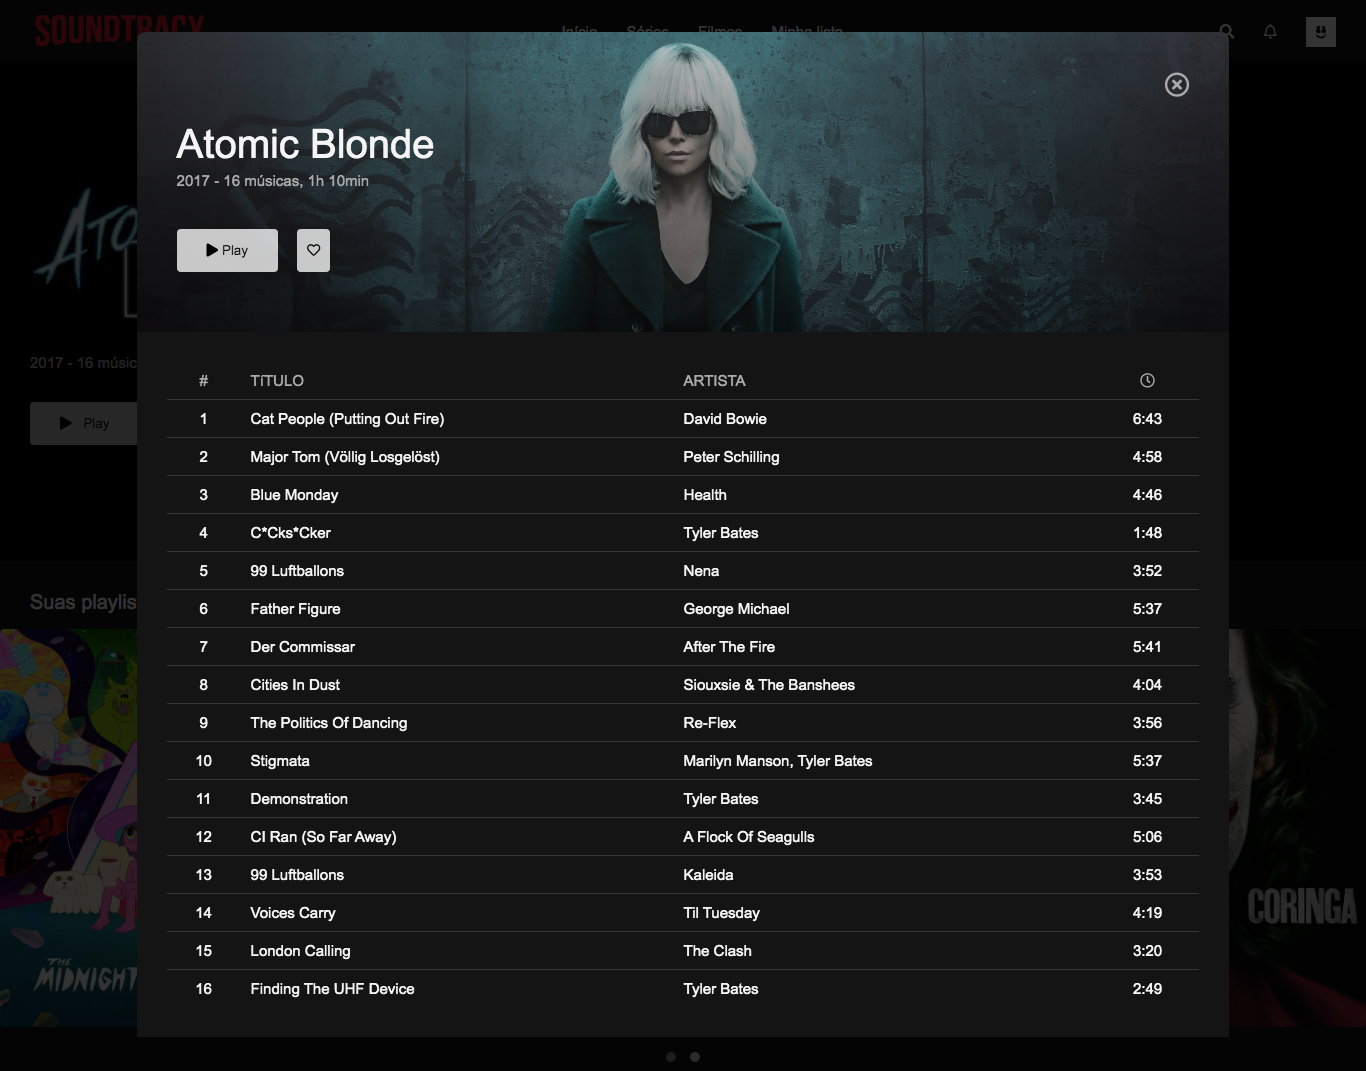 SOUNDTRACK
Início Séries Filmes Minha lista
Atomic Blonde
2017 - 16 músicas, 1h 10min
Play
2017 - 16 músic
Play
# TíTULO ARTISTA
1 Cat People (Putting Out Fire) David Bowie 6:43
2 Major Tom (Völlig Losgelöst) Peter Schilling 4:58
3 Blue Monday Health 4:46
4 C*Cks*Cker Tyler Bates 1:48
5 99 Luftballons Nena 3:52
6 Father Figure George Michael 5:37
7 Der Commissar After The Fire 5:41
8 Cities In Dust Siouxsie & The Banshees 4:04
9 The Politics Of Dancing Re-Flex 3:56
10 Stigmata Marilyn Manson, Tyler Bates 5:37
11 Demonstration Tyler Bates 3:45
12 CI Ran (So Far Away) A Flock Of Seagulls 5:06
13 99 Luftballons Kaleida 3:53
14 Voices Carry Til Tuesday 4:19
15 London Calling The Clash 3:20
16 Finding The UHF Device Tyler Bates 2:49
Suas playlis
THE
MIDNIGHT
CORINGA